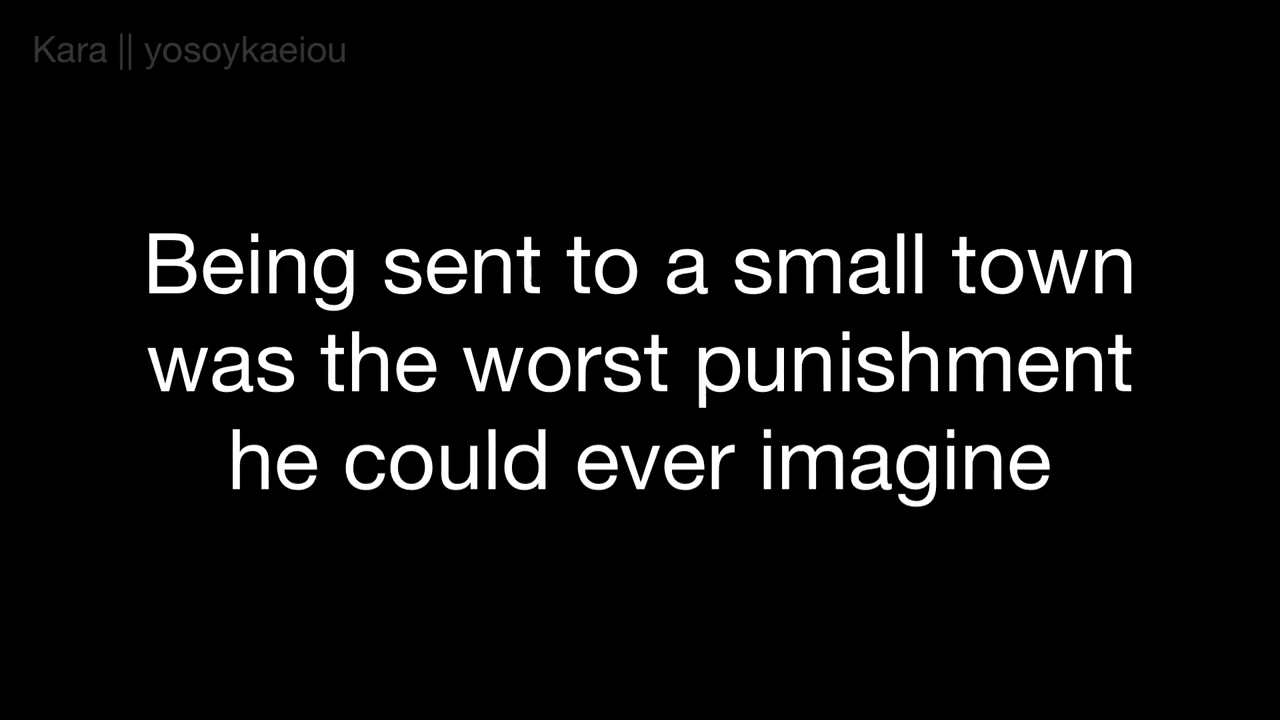 Kara || yosoykaeiou
Being sent to a small town
was the worst punishment
he could ever imagine